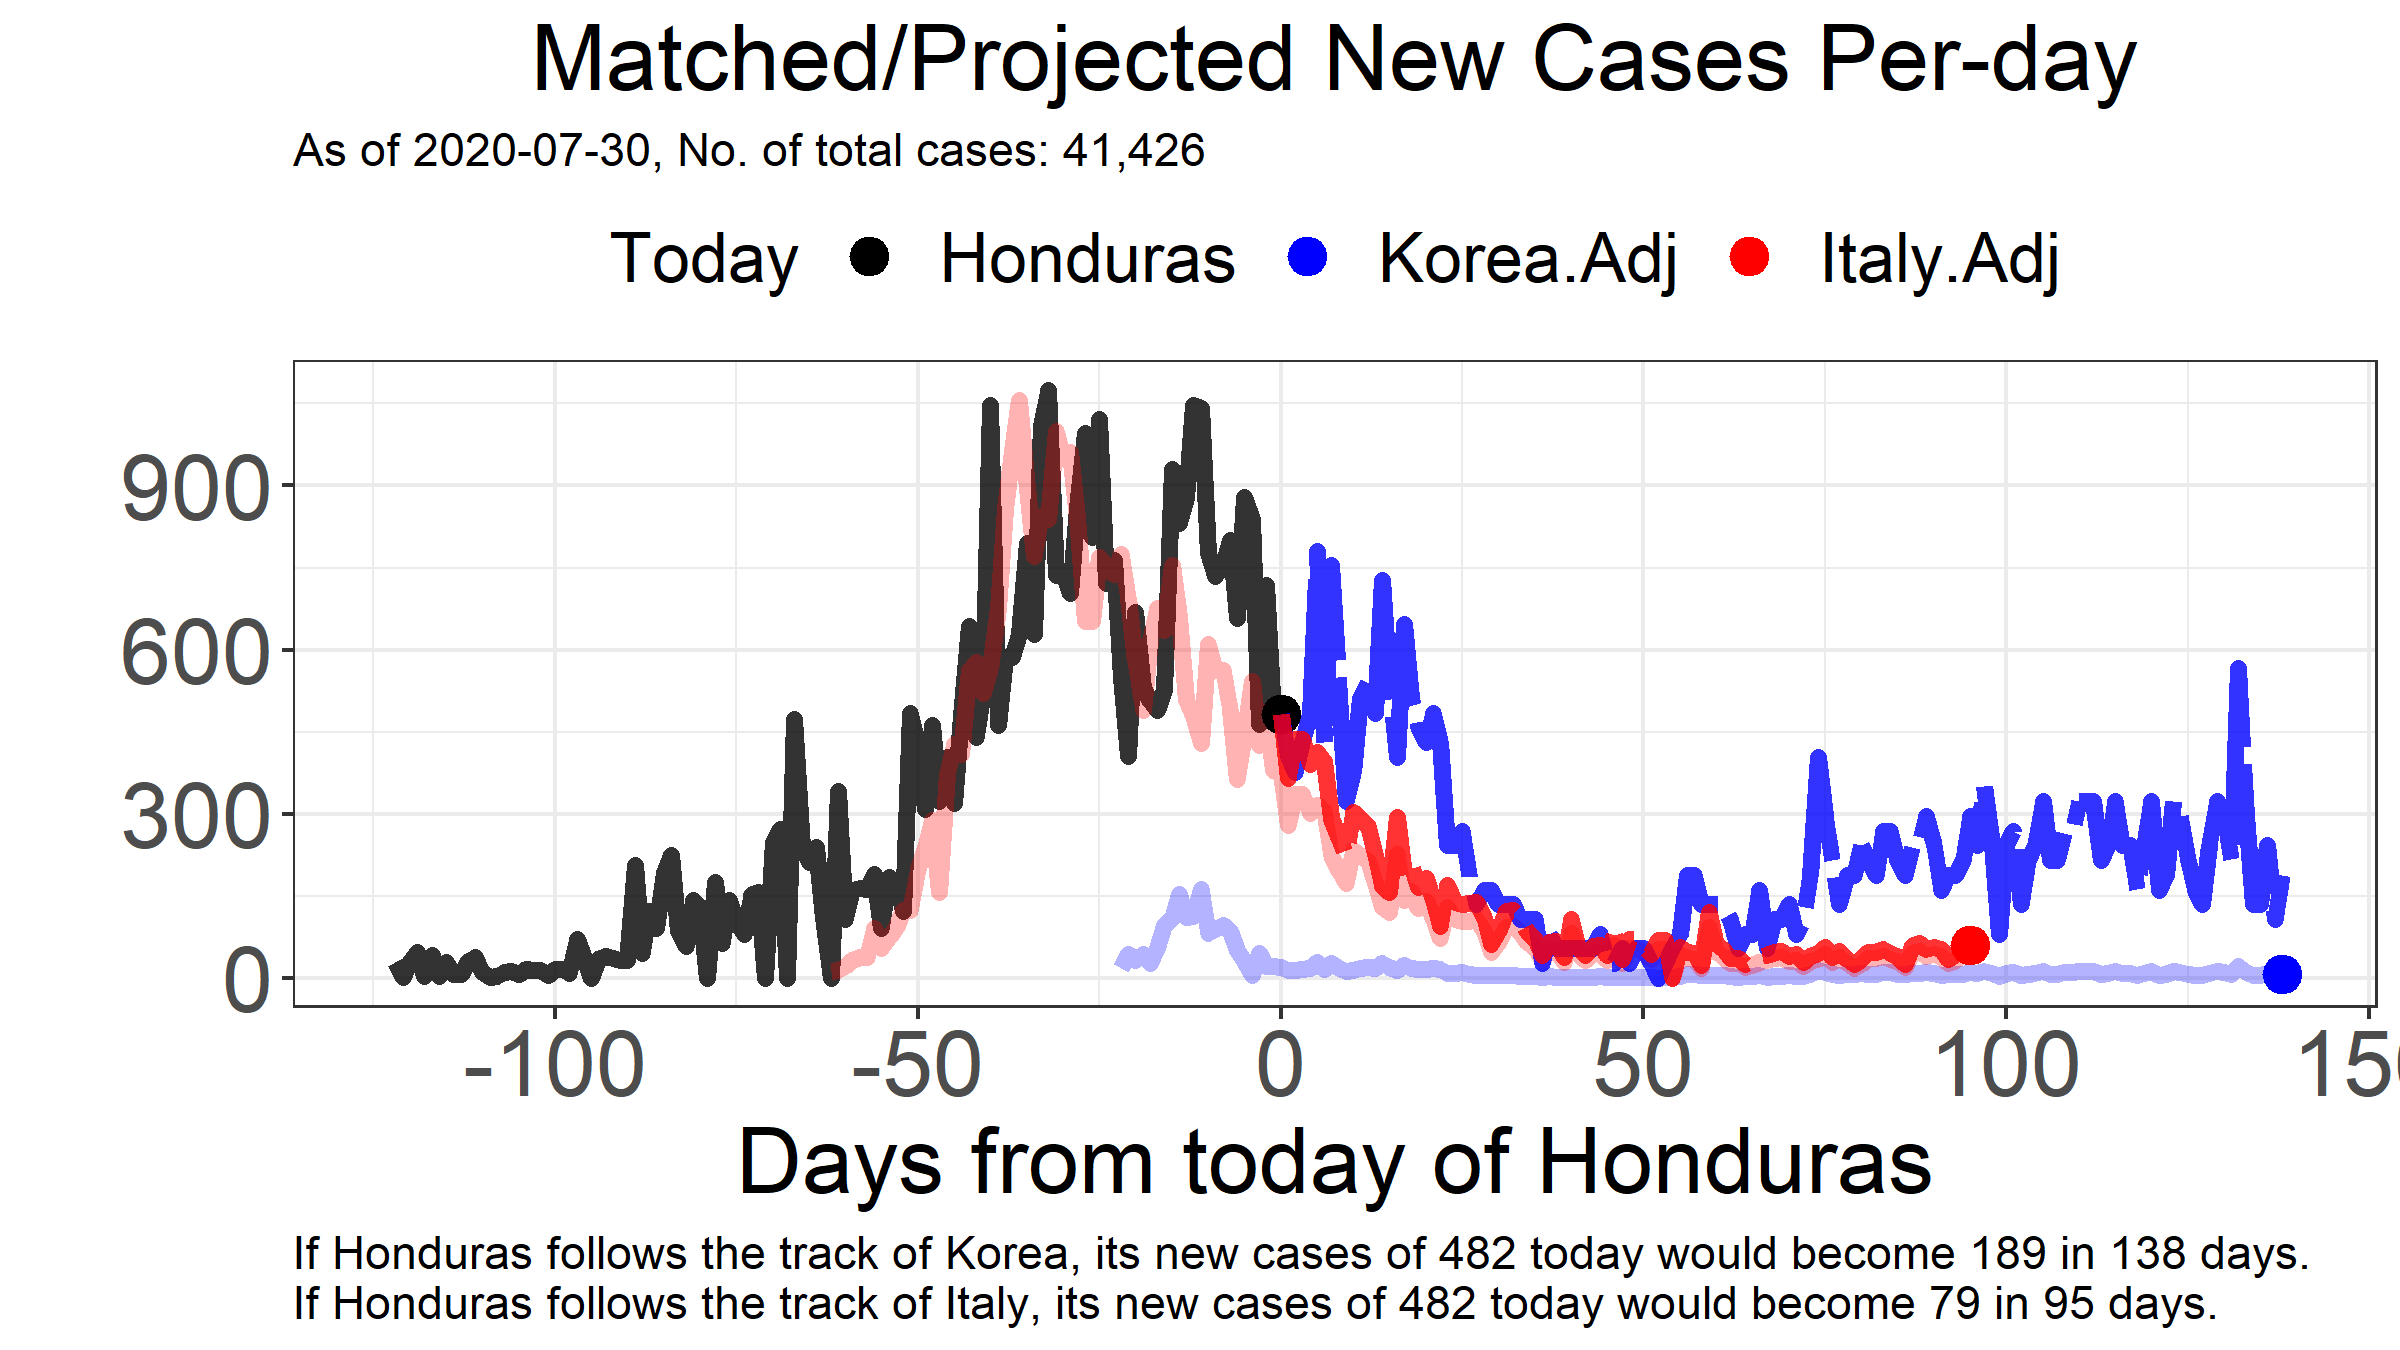 Matched/Projected New Cases Per-day
As of 2020-07-30, No. of total cases: 41,426
Today Honduras Korea.Adj Italy.Adj
900
600
300
0
-100 -50 0 50 100 150
Days from today of Honduras
If Honduras follows the track of Korea, its new cases of 482 today would become 189 in 138 days.
If Honduras follows the track of Italy, its new cases of 482 today would become 79 in 95 days.